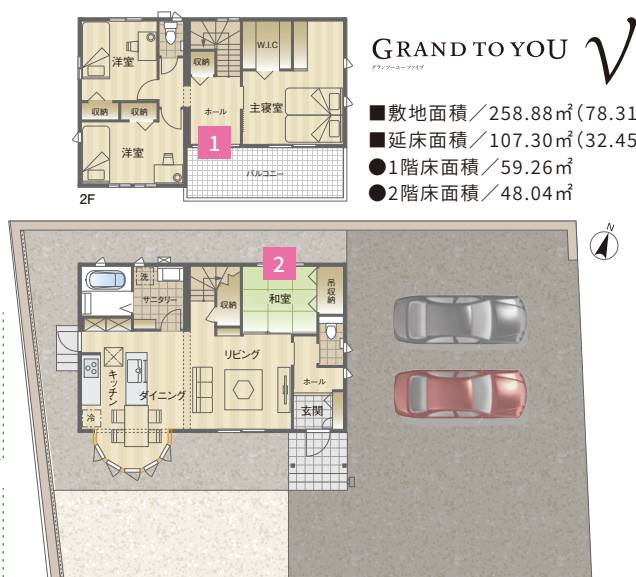 GRAND TO YOU V
グランツーユー ファイブ
■敷地面積／258.88㎡(78.31
■延床面積／107.30㎡(32.45
●1階床面積／59.26㎡
●2階床面積／48.04㎡
洋室
収納
W.I.C
収納
収納
ホール
主寝室
洋室
1
バルコニー
2F
N
2
洗
サニタリー
収納
和室
吊収納
リビング
キッチン
ダイニング
ホール
冷
玄関